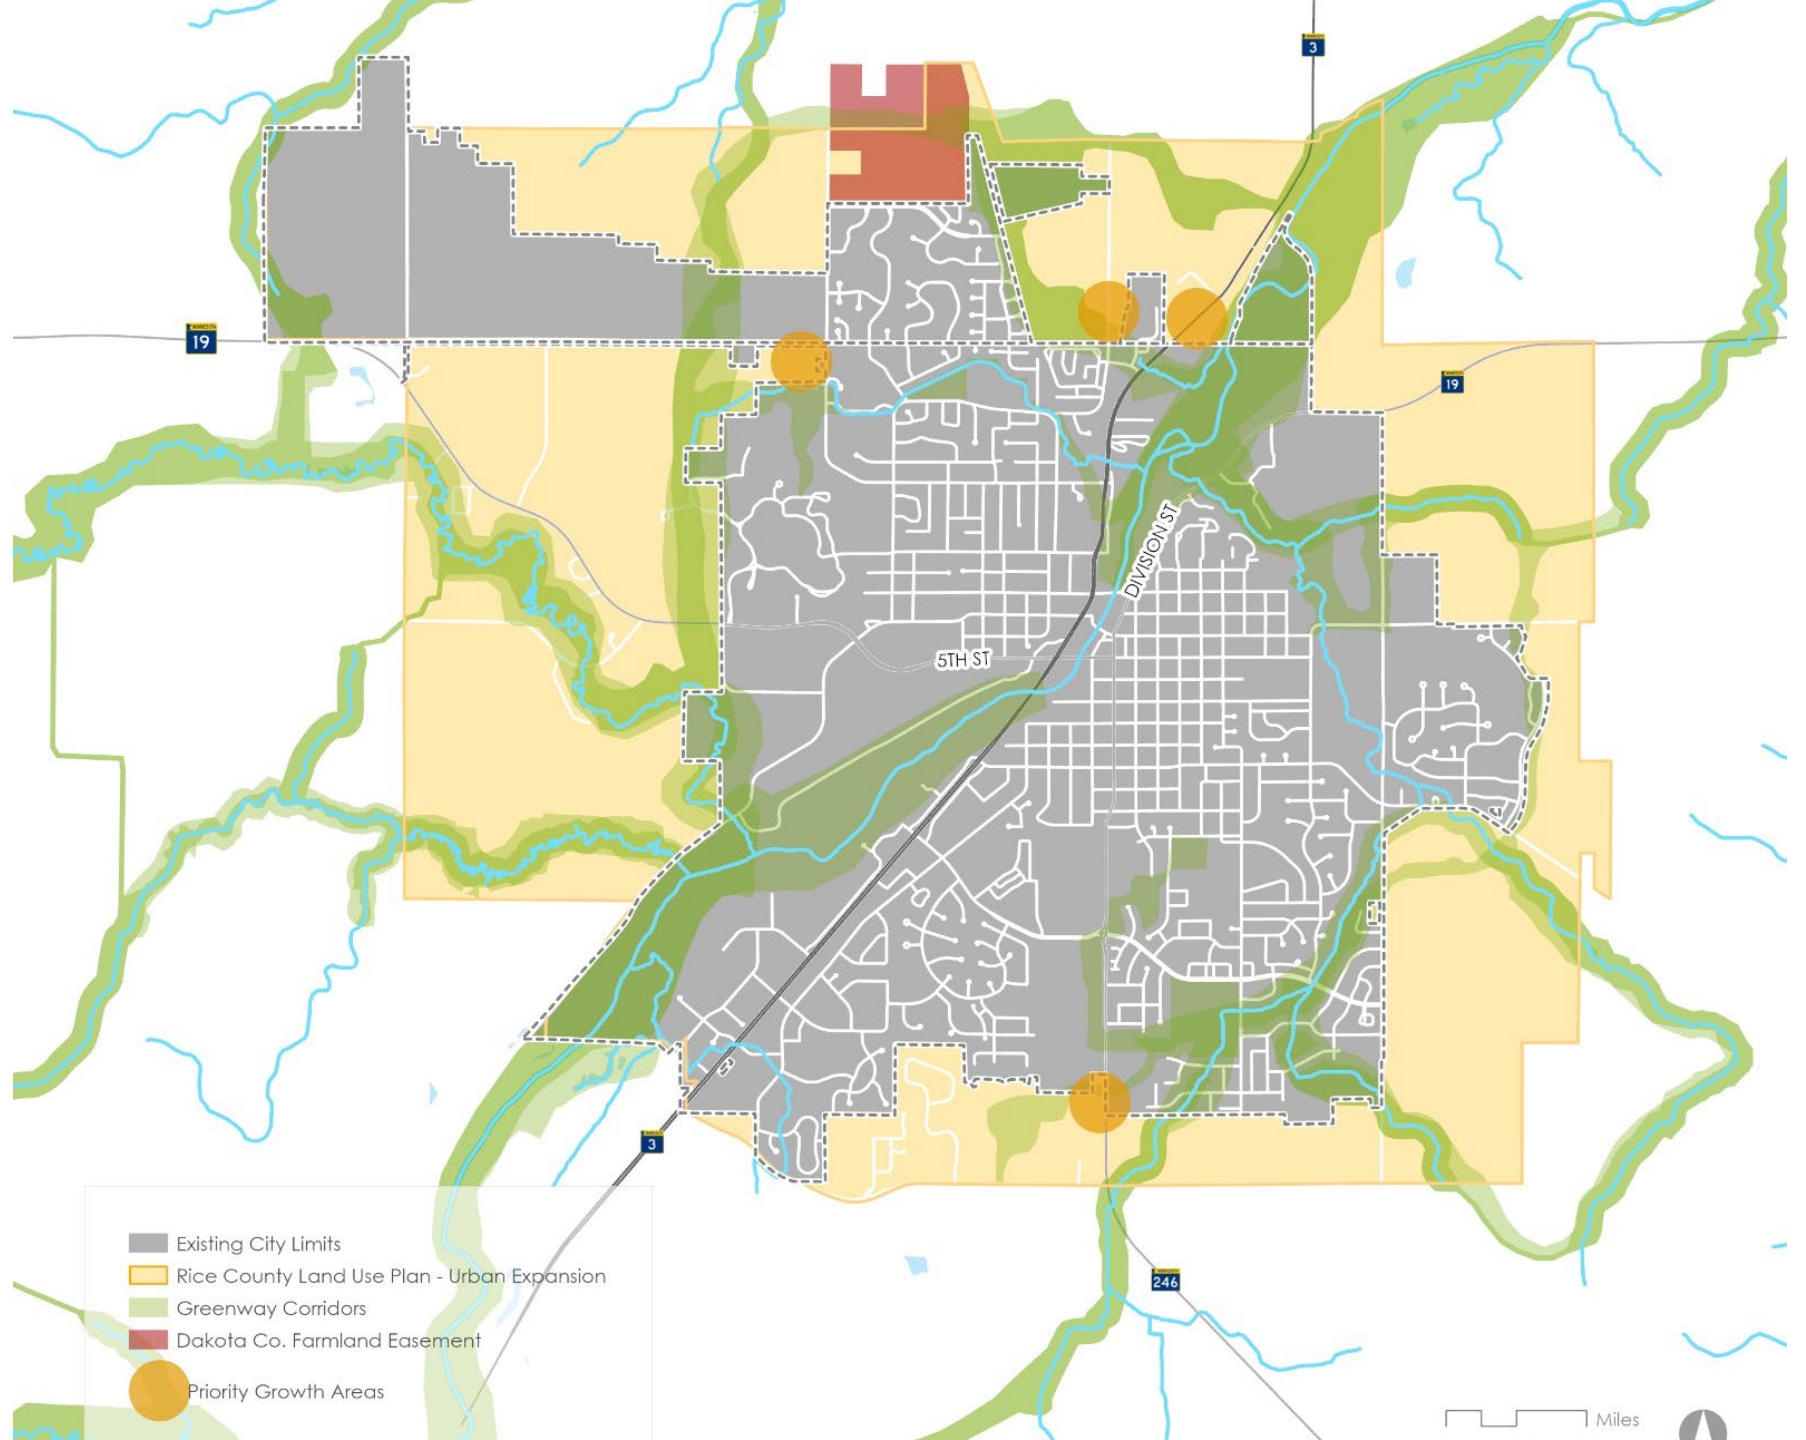 3
19
19
DIVISION ST
5TH ST
3
Existing City Limits
Rice County Land Use Plan - Urban Expansion
Greenway Corridors
246
Dakota Co. Farmland Easement
Priority Growth Areas
Miles